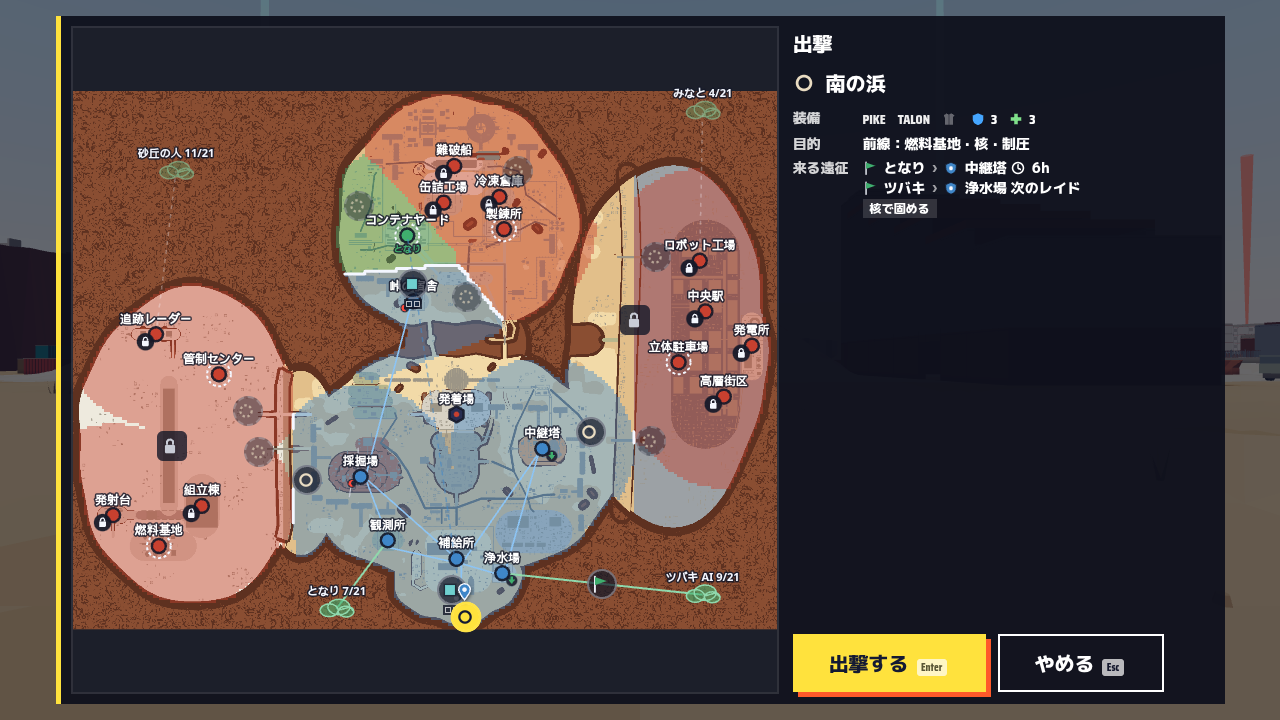 出撃
南の浜
装備 PIKE TALON 3 3
目的 前線：燃料基地・核・制圧
来る遠征 となり › 中継塔 6h
ツバキ › 浄水場 次のレイド
核で固める
みなと 4/21
砂丘の人 11/21
難破船
缶詰工場
冷凍倉庫
コンテナヤード
製錬所
となり
ロボット工場
中央駅
発電所
立体駐車場
高層街区
追跡レーダー
管制センター
発着場
中継塔
採掘場
組立棟
発射台
燃料基地
観測所
補給所
浄水場
となり 7/21
ツバキ AI 9/21
出撃する Enter
やめる Esc